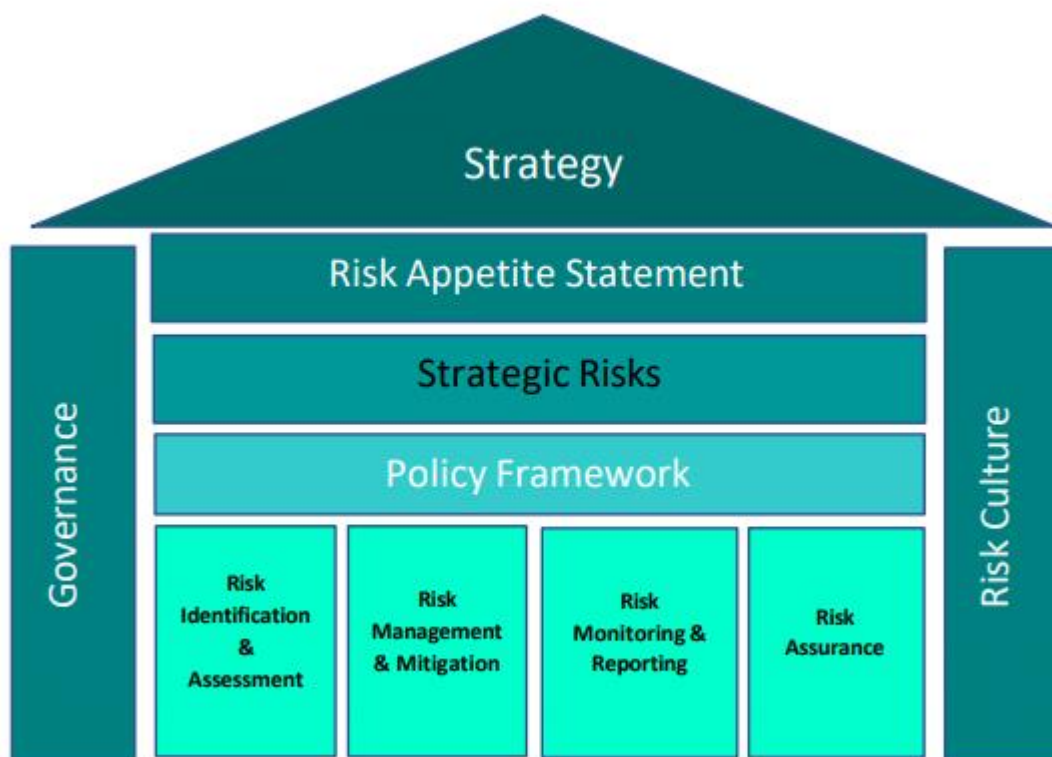 Strategy
Risk Appetite Statement
Strategic Risks
Policy Framework
Governance
Risk
Identification
&
Assessment
Risk
Management
& Mitigation
Risk
Monitoring &
Reporting
Risk
Assurance
Risk Culture